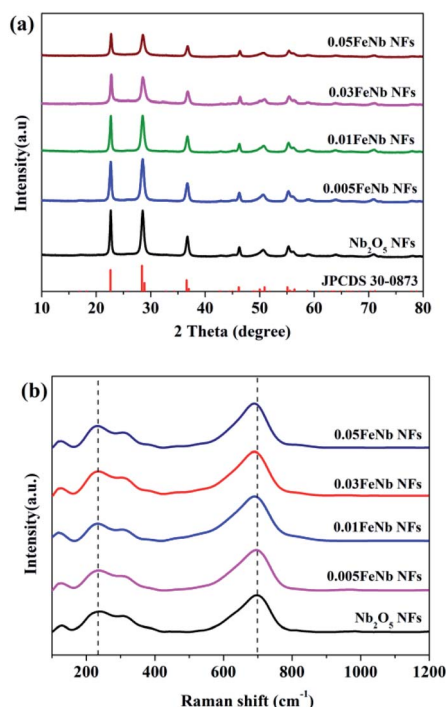 (a)
0.05FeNb NFs
0.03FeNb NFs
0.01FeNb NFs
0.005FeNb NFs
Nb₂O₅ NFs
JPCDS 30-0873
Intensity(a.u)
10 20 30 40 50 60 70 80
2 Theta (degree)
(b)
0.05FeNb NFs
0.03FeNb NFs
0.01FeNb NFs
0.005FeNb NFs
Nb₂O₅ NFs
Intensity(a.u.)
200 400 600 800 1000 1200
Raman shift (cm⁻¹)